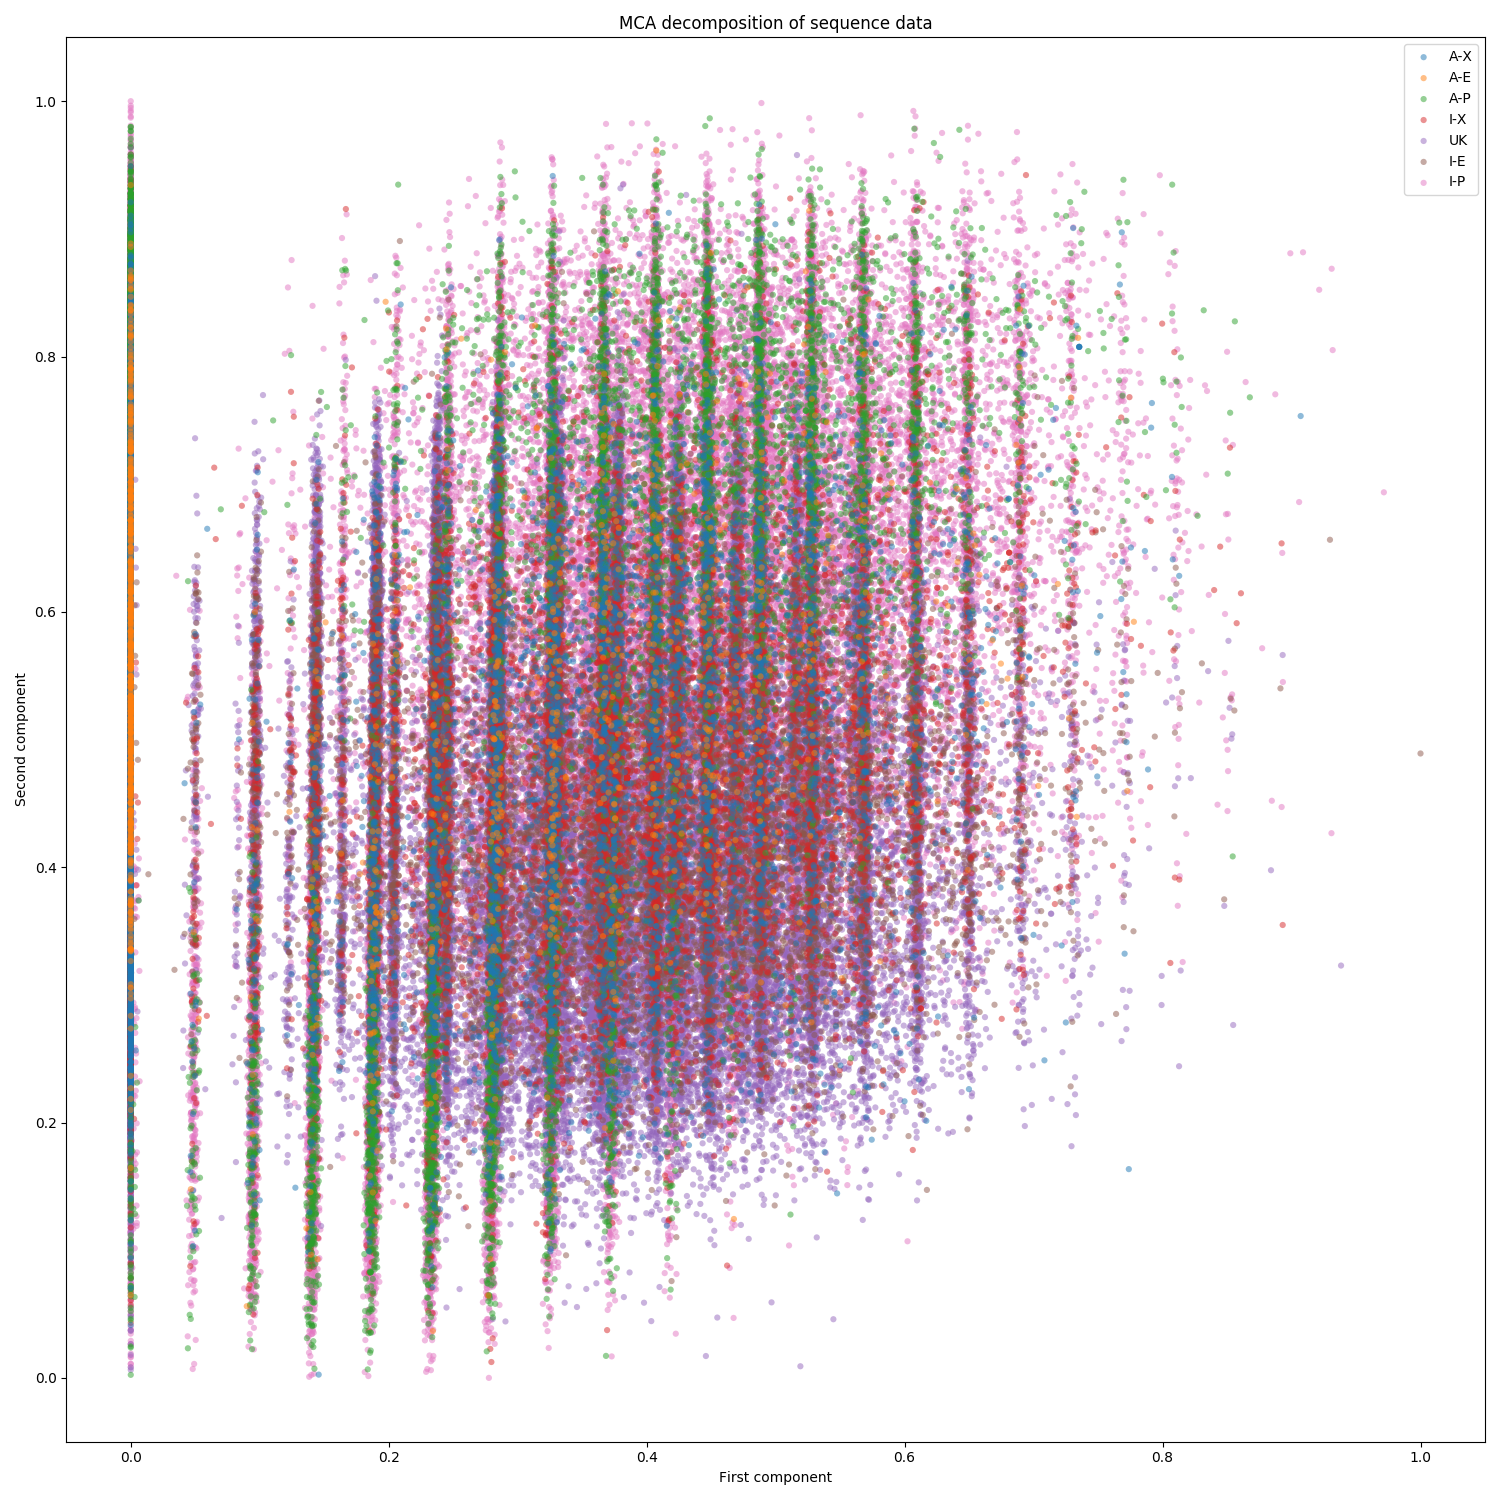 MCA decomposition of sequence data
A-X
A-E
A-P
I-X
UK
I-E
I-P
Second component
1.0
0.8
0.6
0.4
0.2
0.0
0.0 0.2 0.4 0.6 0.8 1.0
First component